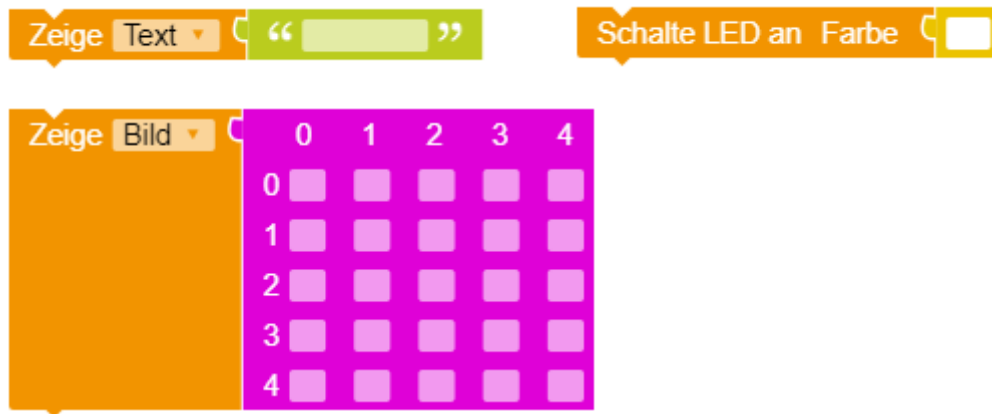 Zeige Text “ ”
Schalte LED an Farbe
Zeige Bild 0 1 2 3 4
0
1
2
3
4